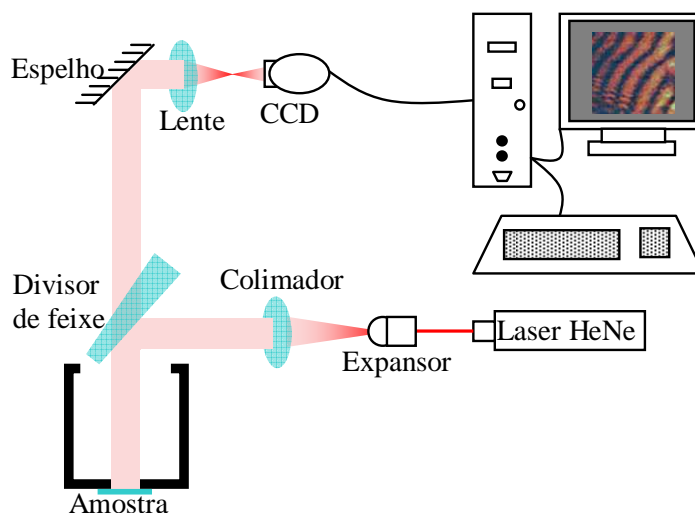 Espelho
Lente
CCD
Divisor
de feixe
Colimador
Expansor
Laser HeNe
Amostra